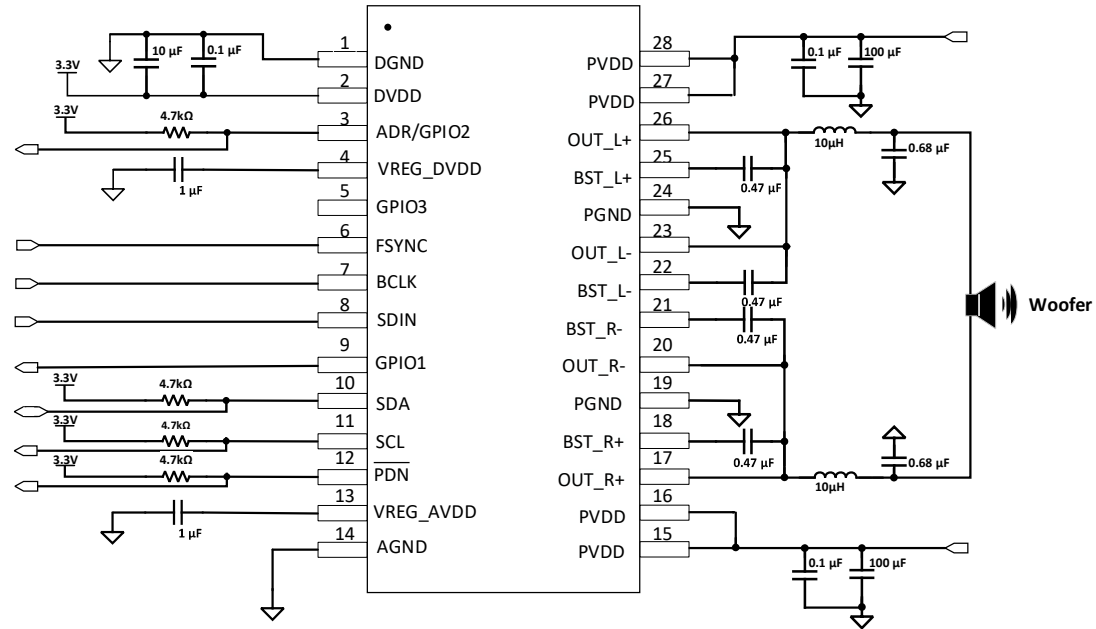 10 µF
0.1 µF
3.3V
1
DGND
2
DVDD
3.3V
4.7kΩ
3
ADR/GPIO2
4
VREG_DVDD
1 µF
5
GPIO3
6
FSYNC
7
BCLK
8
SDIN
9
GPIO1
3.3V
4.7kΩ
10
SDA
3.3V
4.7kΩ
11
SCL
3.3V
4.7kΩ
12
PDN
13
VREG_AVDD
1 µF
14
AGND
28
PVDD
0.1 µF
100 µF
27
PVDD
26
OUT_L+
10µH
0.68 µF
25
BST_L+
0.47 µF
24
PGND
23
OUT_L-
22
BST_L-
0.47 µF
21
BST_R-
0.47 µF
Woofer
20
OUT_R-
19
PGND
18
BST_R+
0.47 µF
17
OUT_R+
10µH
0.68 µF
16
PVDD
15
PVDD
0.1 µF
100 µF